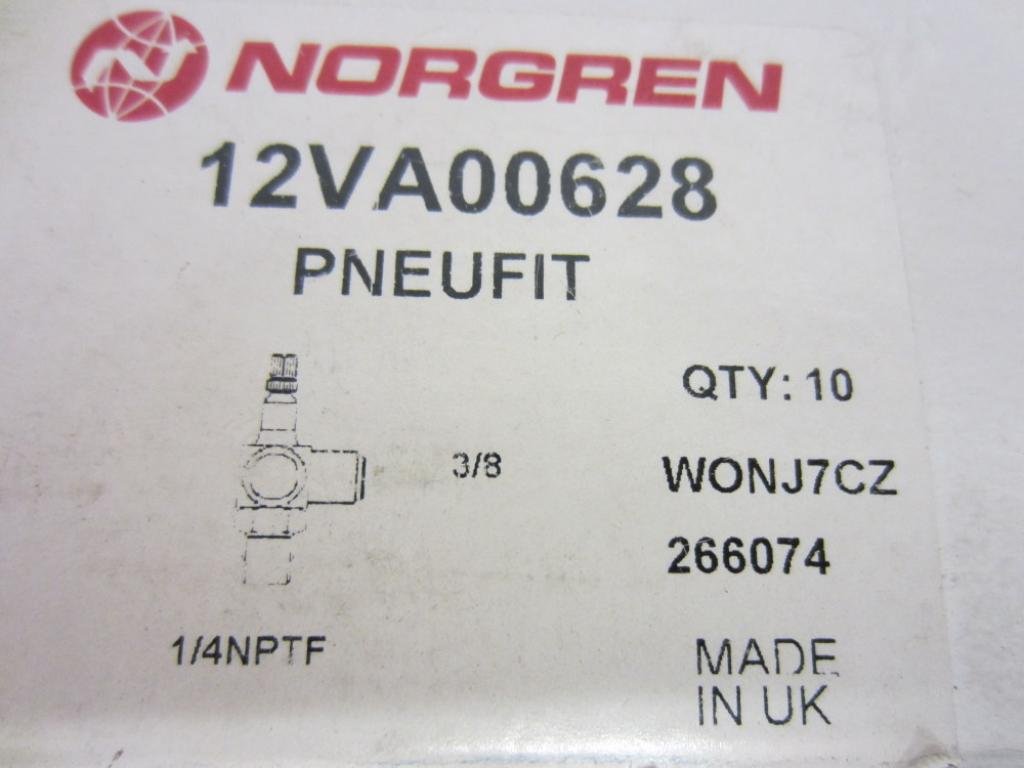 NORGREN
12VA00628
PNEUFIT
QTY: 10
3/8
WONJ7CZ
266074
1/4NPTF
MADE
IN UK